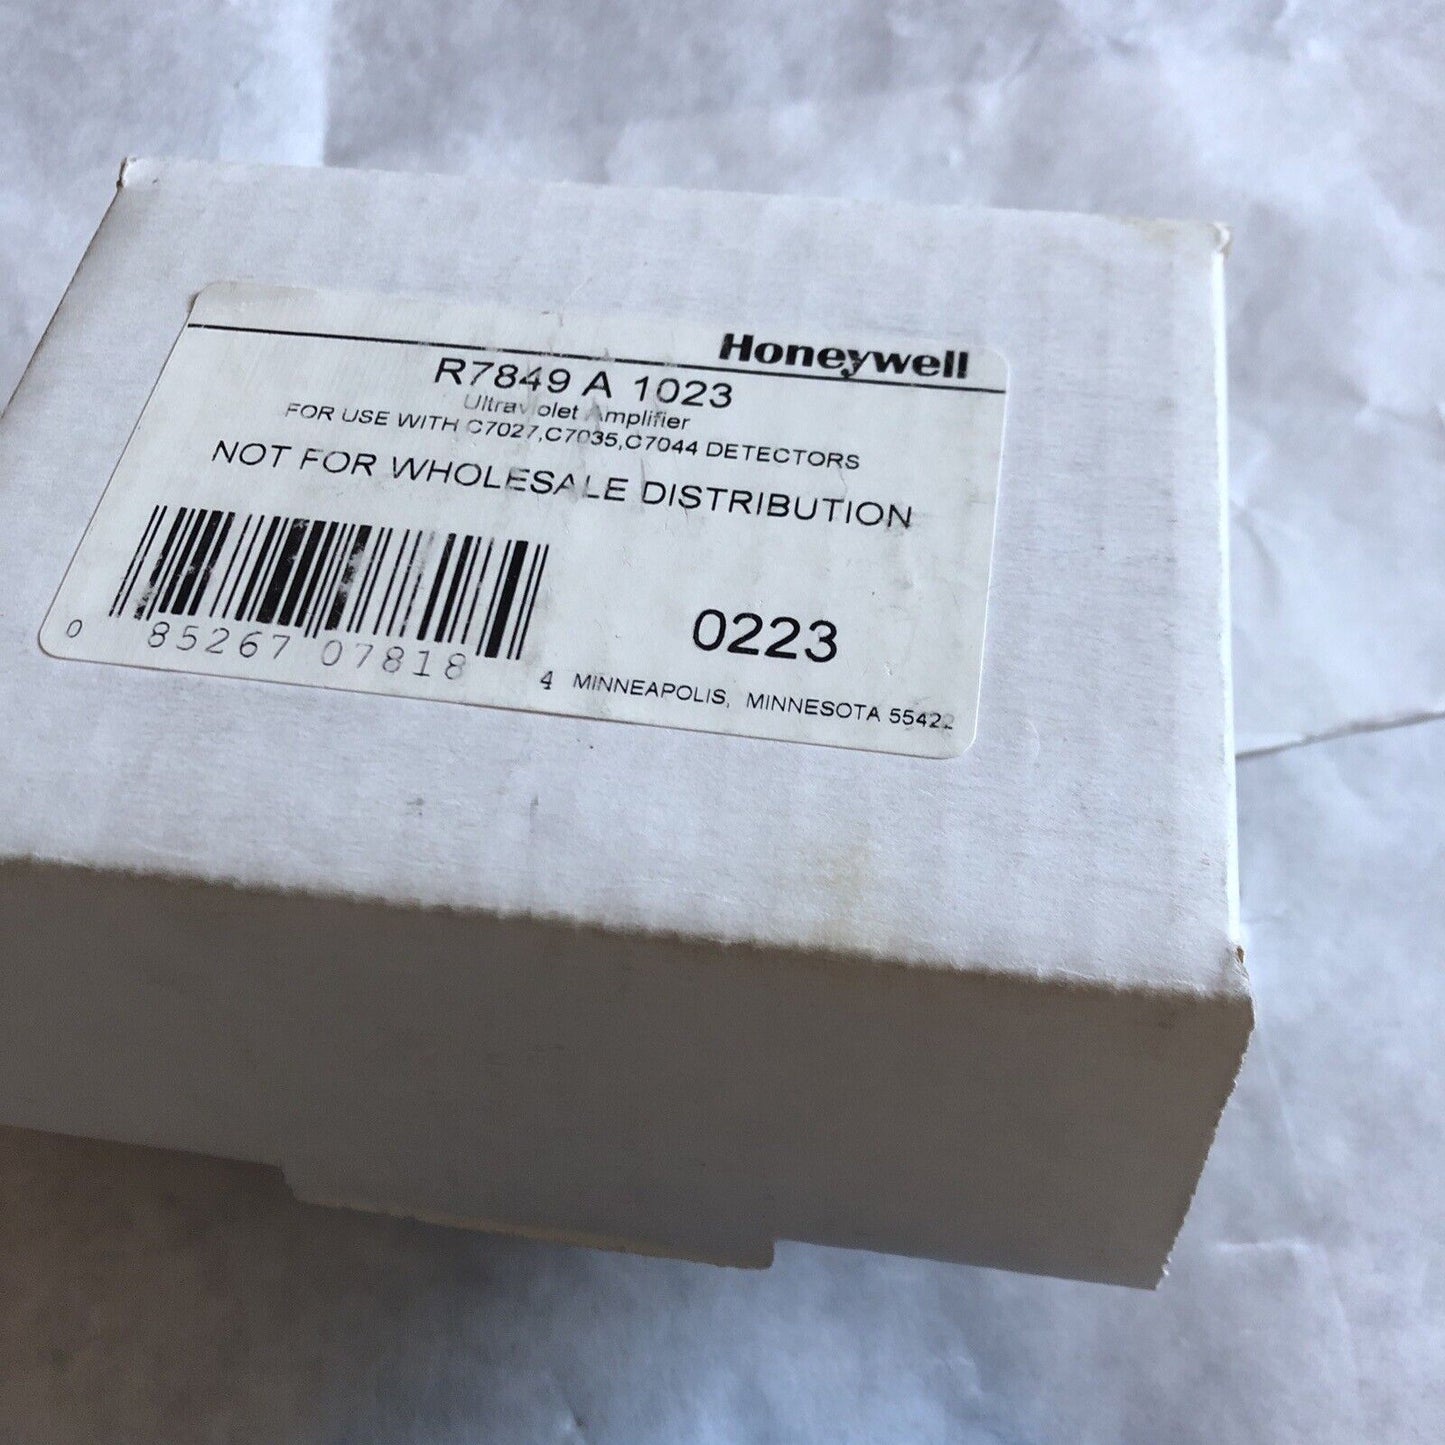 Honeywell
R7849 A 1023
Ultraviolet Amplifier
FOR USE WITH C7027,C7035,C7044 DETECTORS
NOT FOR WHOLESALE DISTRIBUTION
0 85267 07818 4
0223
MINNEAPOLIS, MINNESOTA 55422